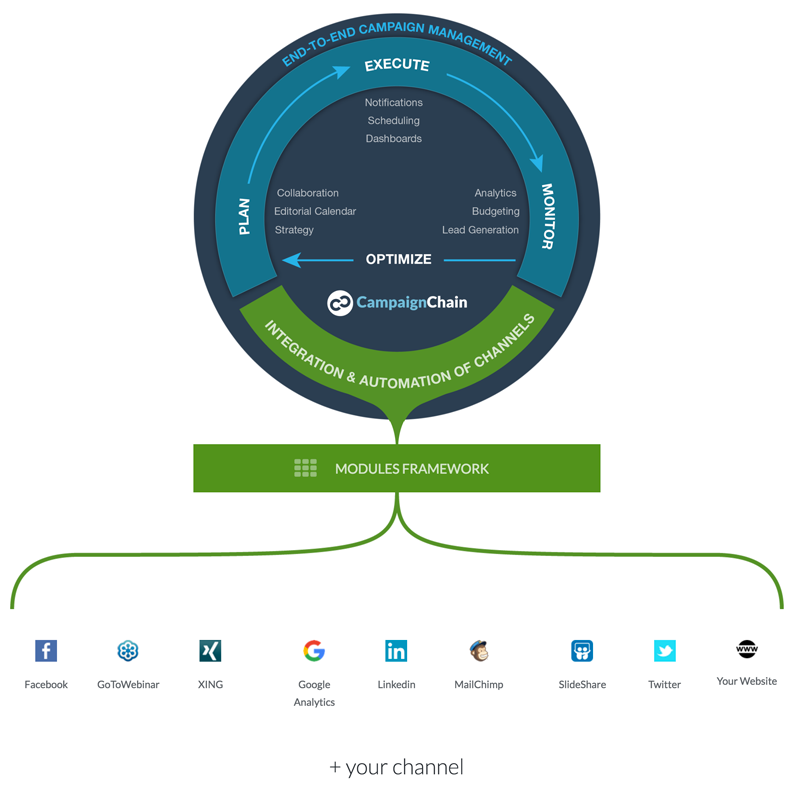 END-TO-END CAMPAIGN MANAGEMENT
EXECUTE
Notifications
Scheduling
Dashboards
PLAN
Collaboration
Editorial Calendar
Strategy
Analytics
Budgeting
Lead Generation
MONITOR
OPTIMIZE
CampaignChain
INTEGRATION & AUTOMATION OF CHANNELS
MODULES FRAMEWORK
www
Facebook
GoToWebinar
XING
Google
Analytics
Linkedin
MailChimp
SlideShare
Twitter
Your Website
+ your channel